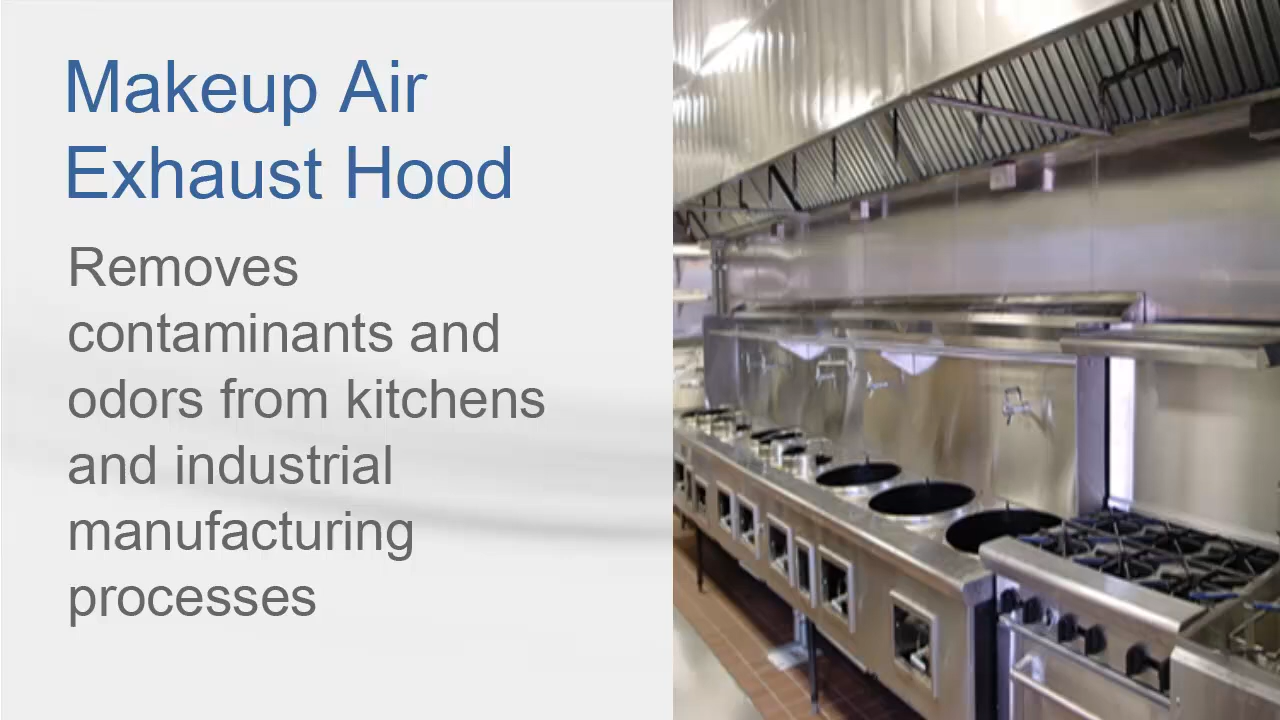 Makeup Air
Exhaust Hood
Removes
contaminants and
odors from kitchens
and industrial
manufacturing
processes